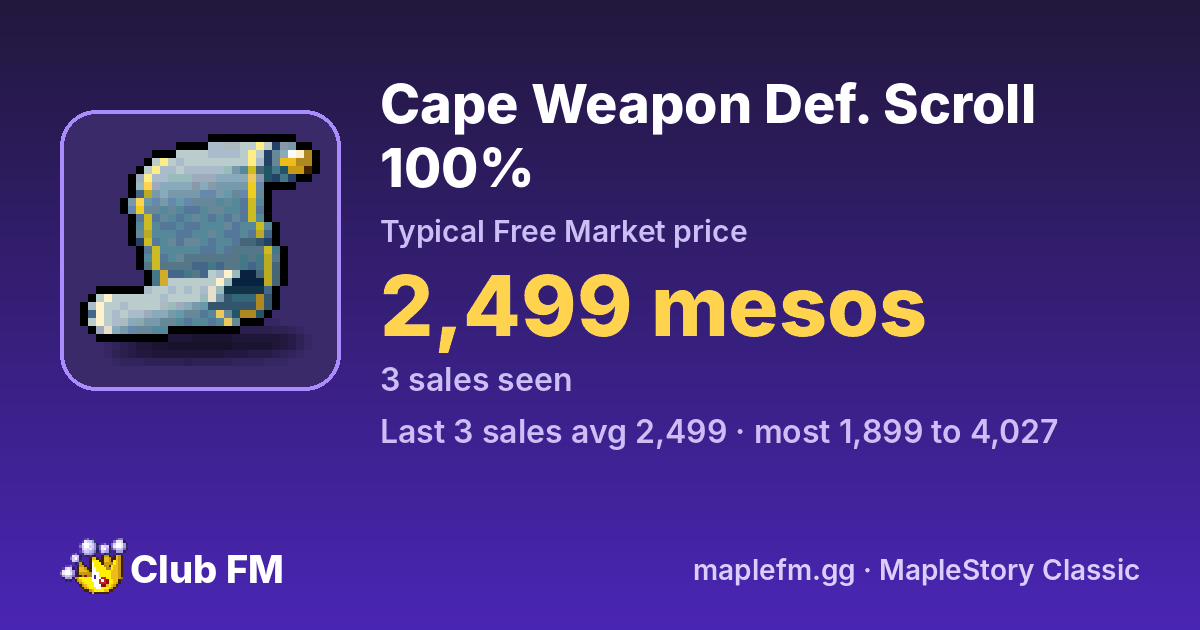 Cape Weapon Def. Scroll
100%
Typical Free Market price
2,499 mesos
3 sales seen
Last 3 sales avg 2,499 · most 1,899 to 4,027
Club FM
maplefm.gg · MapleStory Classic